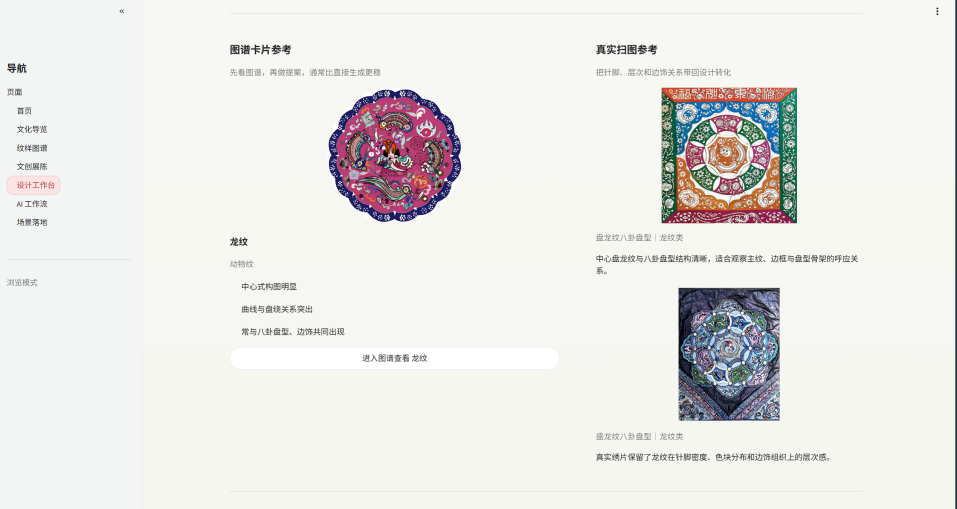 «
导航
页面
首页
文化导览
纹样图谱
文创展陈
设计工作台
AI 工作流
场景落地
浏览模式
图谱卡片参考
先看图谱，再做提案，通常比直接生成更稳
龙纹
动物纹
中心式构图明显
曲线与盘绕关系突出
常与八卦盘型、边饰共同出现
进入图谱查看 龙纹
真实扫图参考
把针脚、层次和边饰关系带回设计转化
盘龙纹八卦盘型｜龙纹类
中心盘龙纹与八卦盘型结构清晰，适合观察主纹、边框与盘型骨架的呼应关
系。
盛龙纹八卦盘型｜龙纹类
真实绣片保留了龙纹在针脚密度、色块分布和边饰组织上的层次感。